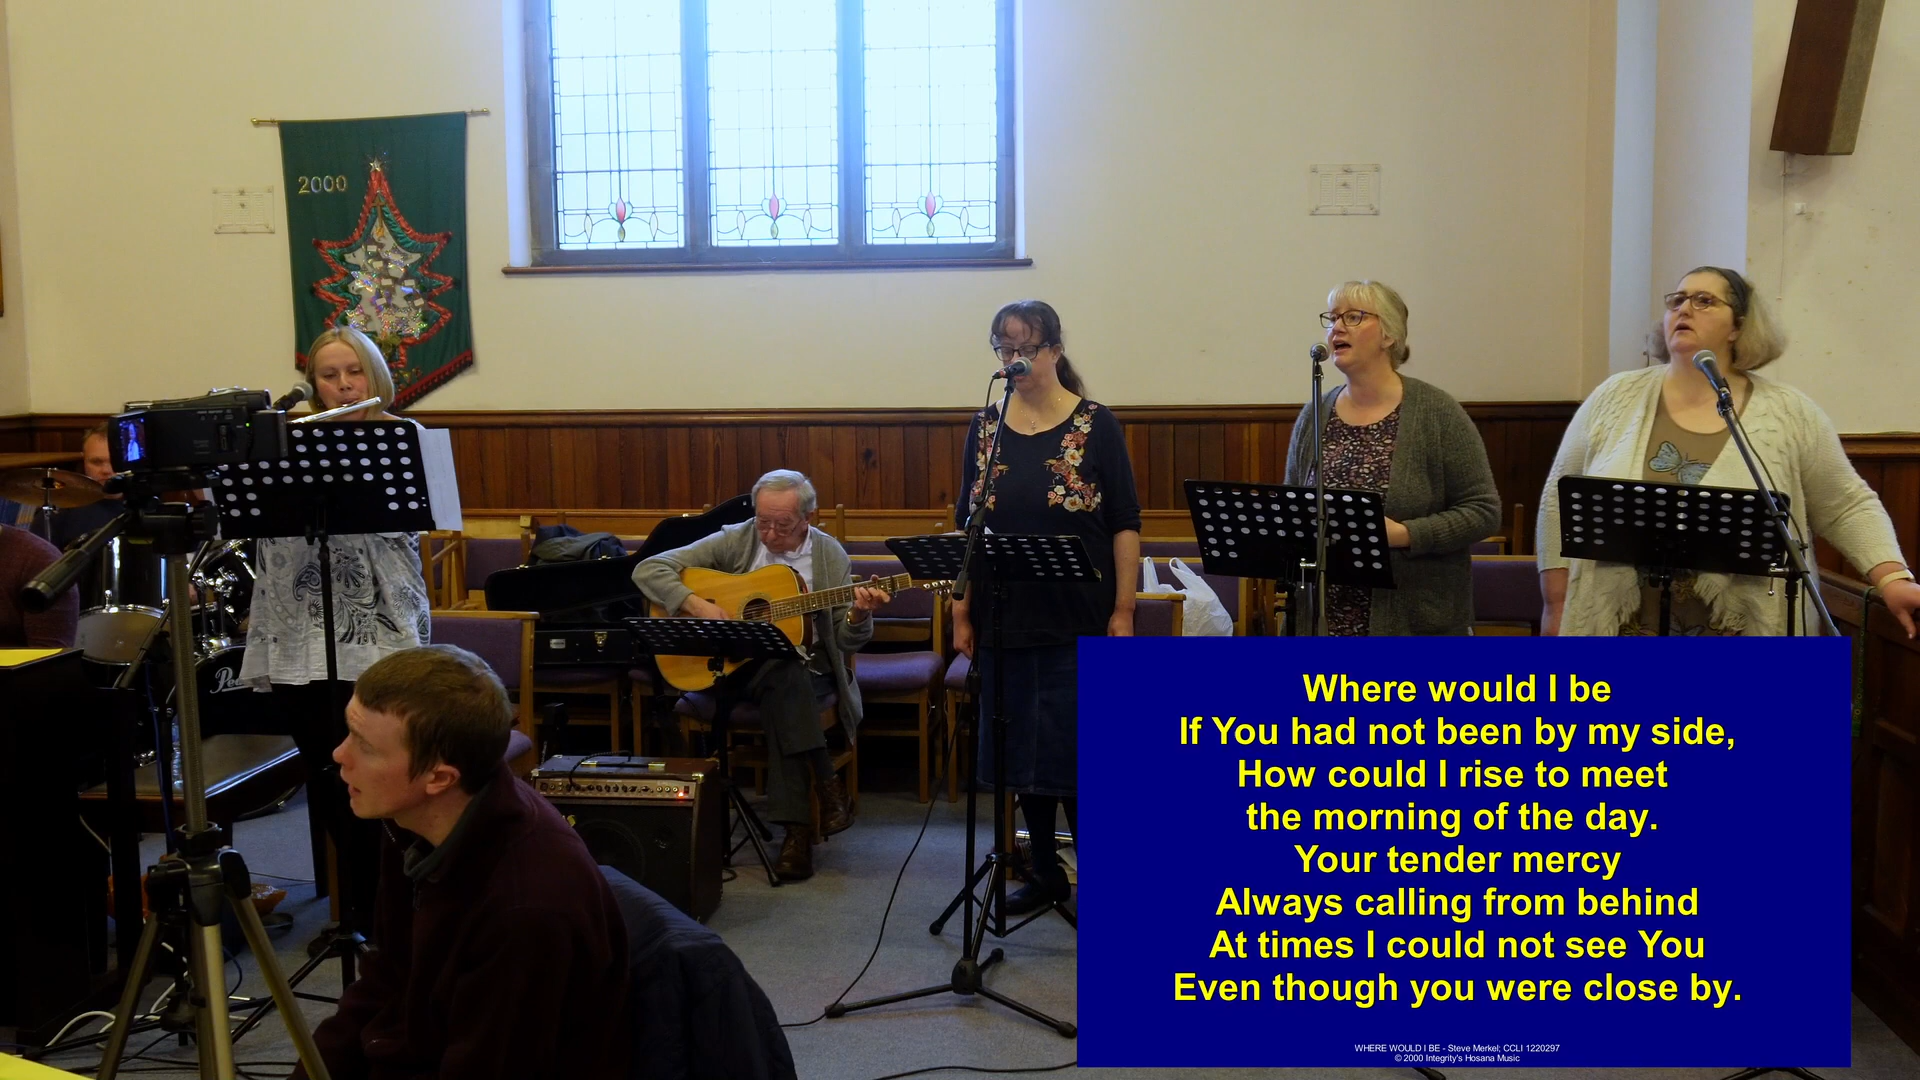 2000
Pe
Where would I be
If You had not been by my side,
How could I rise to meet
the morning of the day.
Your tender mercy
Always calling from behind
At times I could not see You
Even though you were close by.
WHERE WOULD I BE - Steve Merkel; CCLI 1220297
© 2000 Integrity's Hosana Music